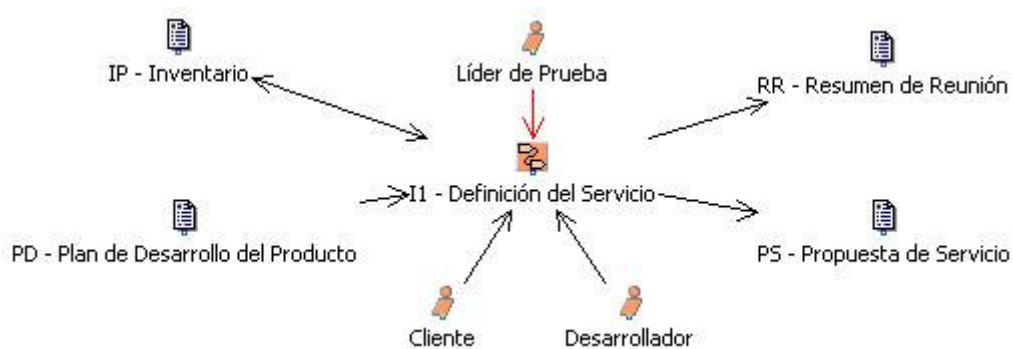 IP - Inventario
Líder de Prueba
RR - Resumen de Reunión
I1 - Definición del Servicio
PD - Plan de Desarrollo del Producto
PS - Propuesta de Servicio
Cliente
Desarrollador